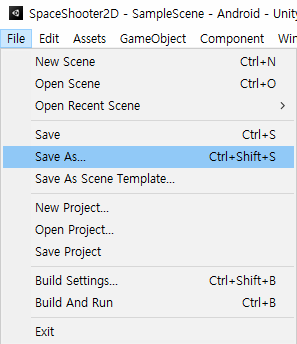 SpaceShooter2D - SampleScene - Android - Unity
File Edit Assets GameObject Component Win
New Scene Ctrl+N
Open Scene Ctrl+O
Open Recent Scene >
Save Ctrl+S
Save As... Ctrl+Shift+S
Save As Scene Template...
New Project...
Open Project...
Save Project
Build Settings... Ctrl+Shift+B
Build And Run Ctrl+B
Exit